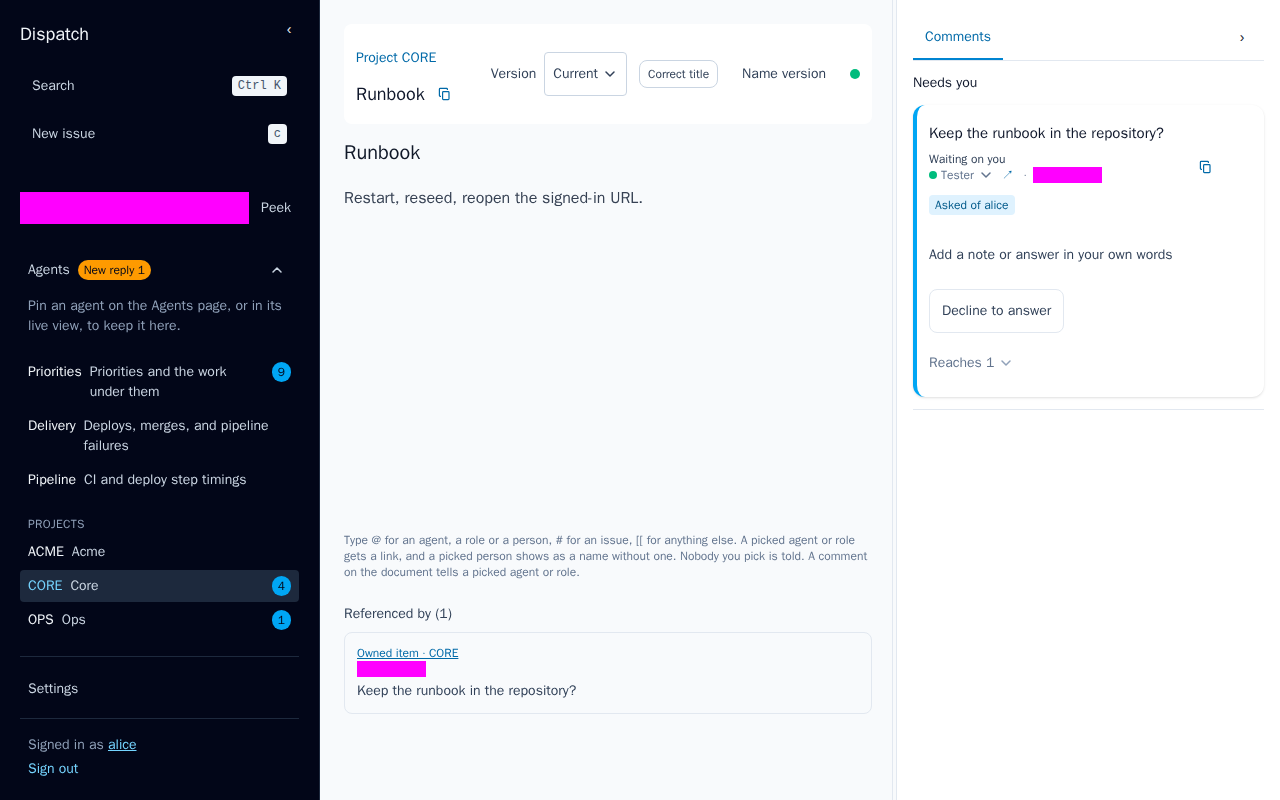 Dispatch
Search
Ctrl K
New issue
C
Peek
Agents
New reply 1
Pin an agent on the Agents page, or in its
live view, to keep it here.
Priorities Priorities and the work
under them
9
Delivery Deploys, merges, and pipeline
failures
Pipeline CI and deploy step timings
PROJECTS
ACME Acme
CORE Core
4
OPS Ops
1
Settings
Signed in as alice
Sign out
Project CORE
Runbook
Version
Current
Correct title
Name version
Runbook
Restart, reseed, reopen the signed-in URL.
Type @ for an agent, a role or a person, # for an issue, [[ for anything else. A picked agent or role
gets a link, and a picked person shows as a name without one. Nobody you pick is told. A comment
on the document tells a picked agent or role.
Referenced by (1)
Owned item · CORE
Keep the runbook in the repository?
Comments
Needs you
Keep the runbook in the repository?
Waiting on you
Tester
·
Asked of alice
Add a note or answer in your own words
Decline to answer
Reaches 1